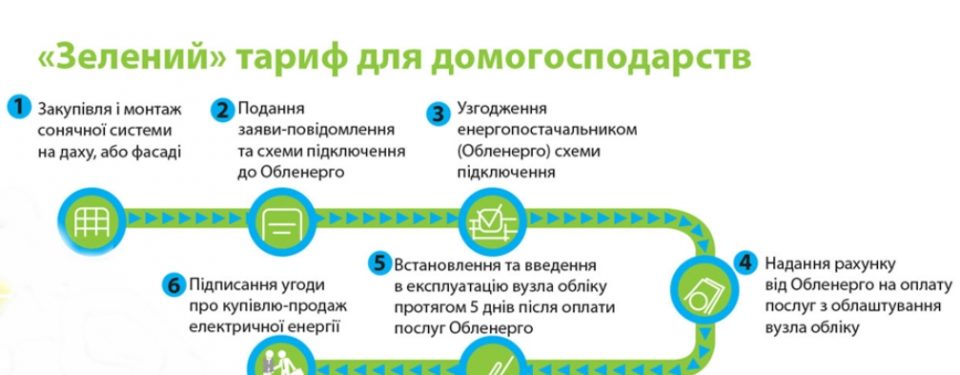 «Зелений» тариф для домогосподарств
1 Закупівля і монтаж
сонячної системи
на даху, або фасаді
2 Подання
заяви-повідомлення
та схеми підключення
до Обленерго
3 Узгодження
енергопостачальником
(Обленерго) схеми
підключення
4 Надання рахунку
від Обленерго на оплату
послуг з облаштування
вузла обліку
5 Встановлення та введення
в експлуатацію вузла обліку
протягом 5 днів після оплати
послуг Обленерго
6 Підписання угоди
про купівлю-продаж
електричної енергії